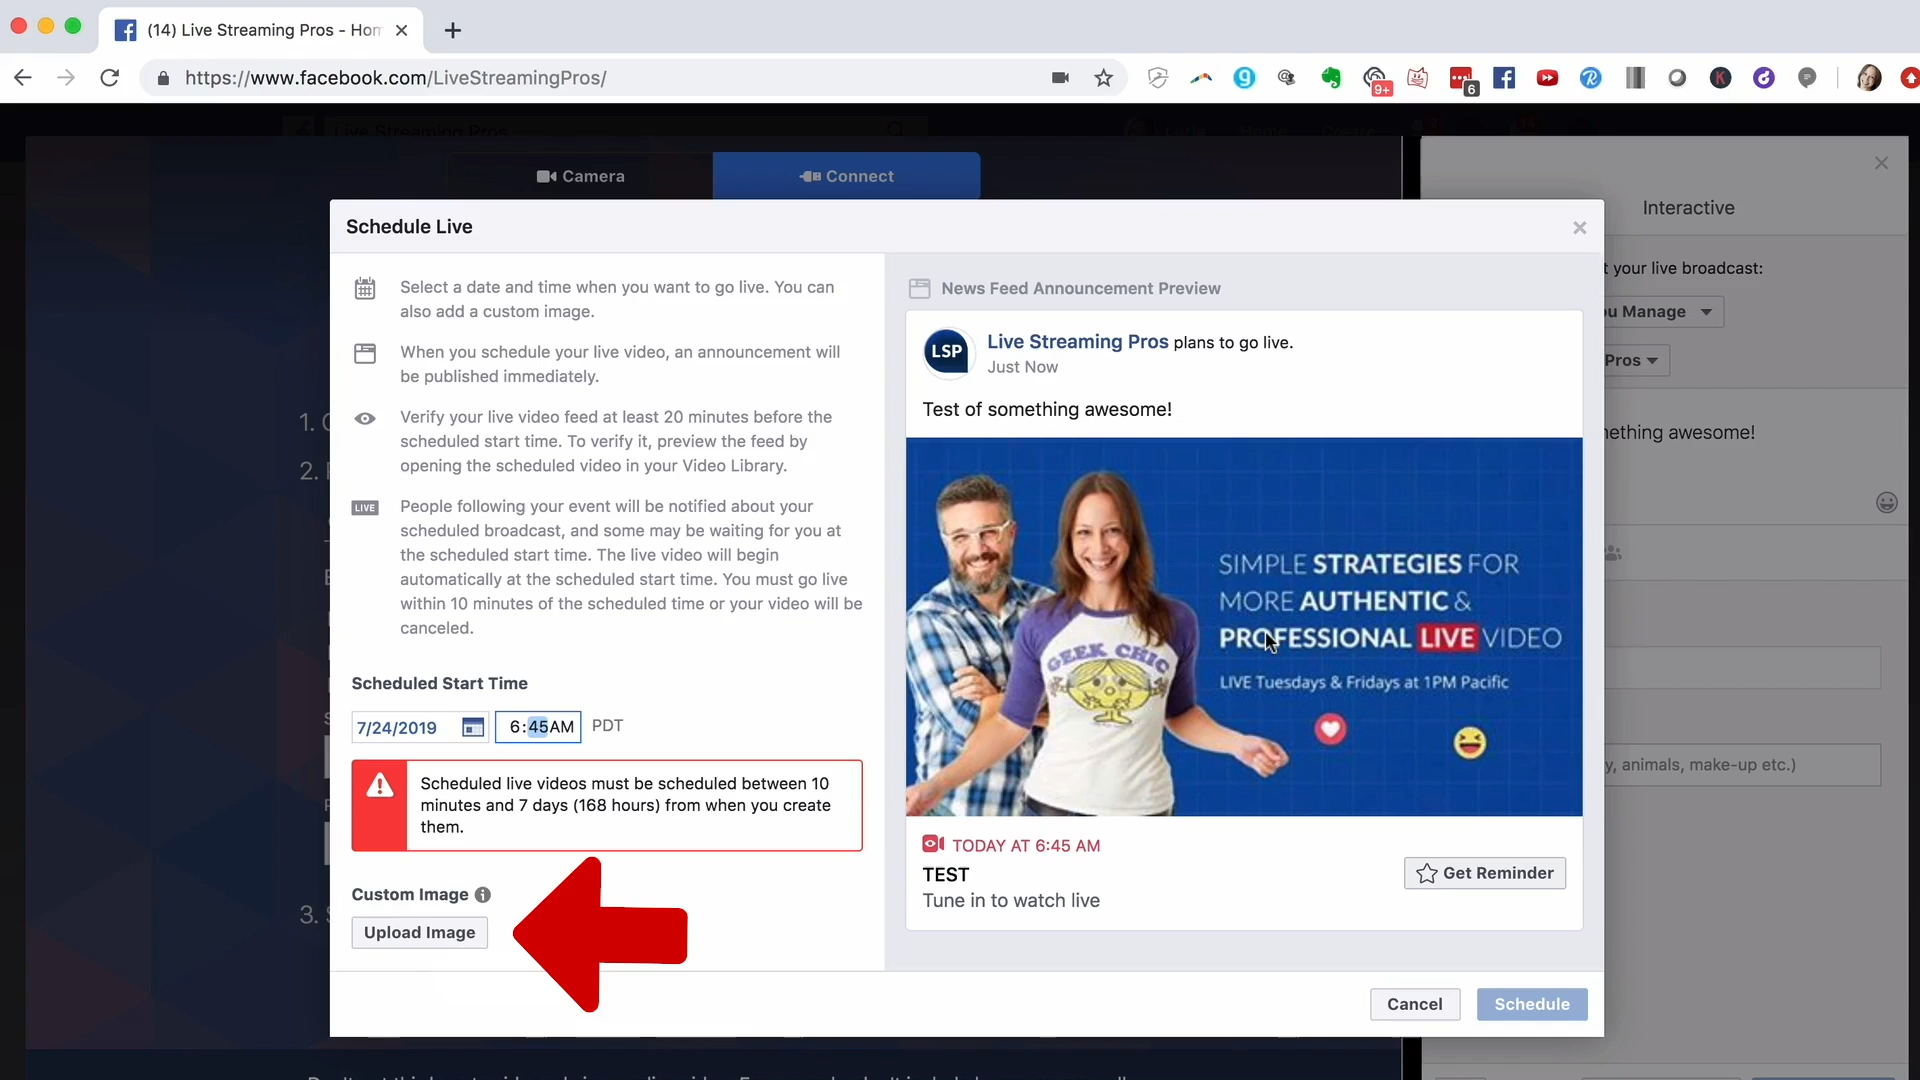 (14) Live Streaming Pros - Hom
https://www.facebook.com/LiveStreamingPros/
9+
6
Live Streaming Pros
Home
Camera
Connect
Interactive
Schedule Live
Select a date and time when you want to go live. You can
also add a custom image.
When you schedule your live video, an announcement will
be published immediately.
Verify your live video feed at least 20 minutes before the
scheduled start time. To verify it, preview the feed by
opening the scheduled video in your Video Library.
LIVE
People following your event will be notified about your
scheduled broadcast, and some may be waiting for you at
the scheduled start time. The live video will begin
automatically at the scheduled start time. You must go live
within 10 minutes of the scheduled time or your video will be
canceled.
Scheduled Start Time
7/24/2019
6:45AM
PDT
Scheduled live videos must be scheduled between 10
minutes and 7 days (168 hours) from when you create
them.
Custom Image
Upload Image
News Feed Announcement Preview
LSP
Live Streaming Pros plans to go live.
Just Now
Test of something awesome!
GEEK CHIC
SIMPLE STRATEGIES FOR
MORE AUTHENTIC &
PROFESSIONAL LIVE VIDEO
LIVE Tuesdays & Fridays at 1PM Pacific
TODAY AT 6:45 AM
TEST
Tune in to watch live
Get Reminder
Cancel
Schedule
t your live broadcast:
ou Manage
Pros
ething awesome!
y, animals, make-up etc.)
1.
2.
3.